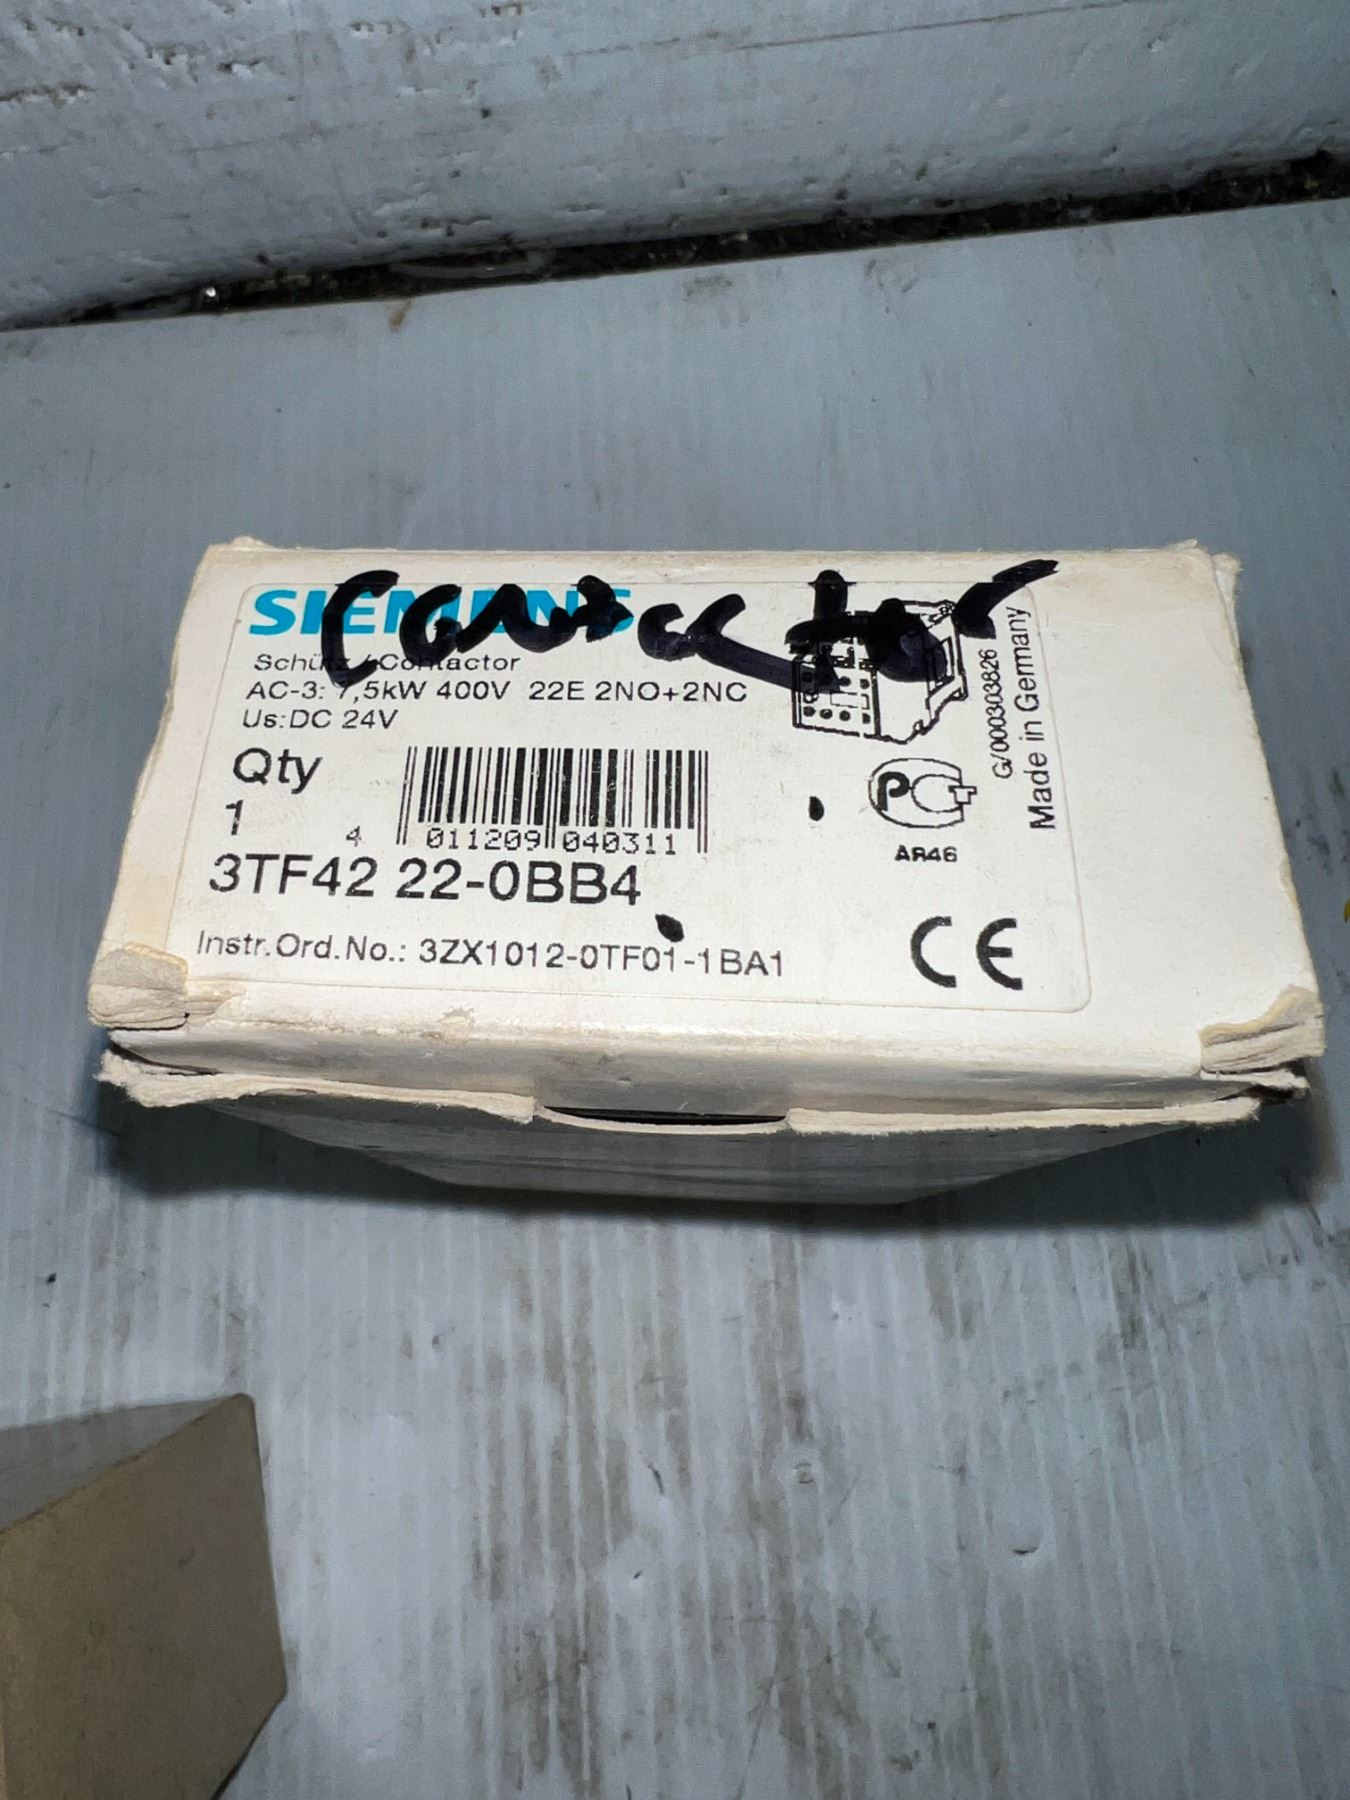 SIEMENS
Contactor
Schütz / Contactor
AC-3: 7,5kW 400V 22E 2NO+2NC
Us:DC 24V
Qty
1
4 011209 040311
3TF42 22-0BB4
Instr.Ord.No.: 3ZX1012-0TF01-1BA1
PC
AR46
CE
G/000303826
Made in Germany